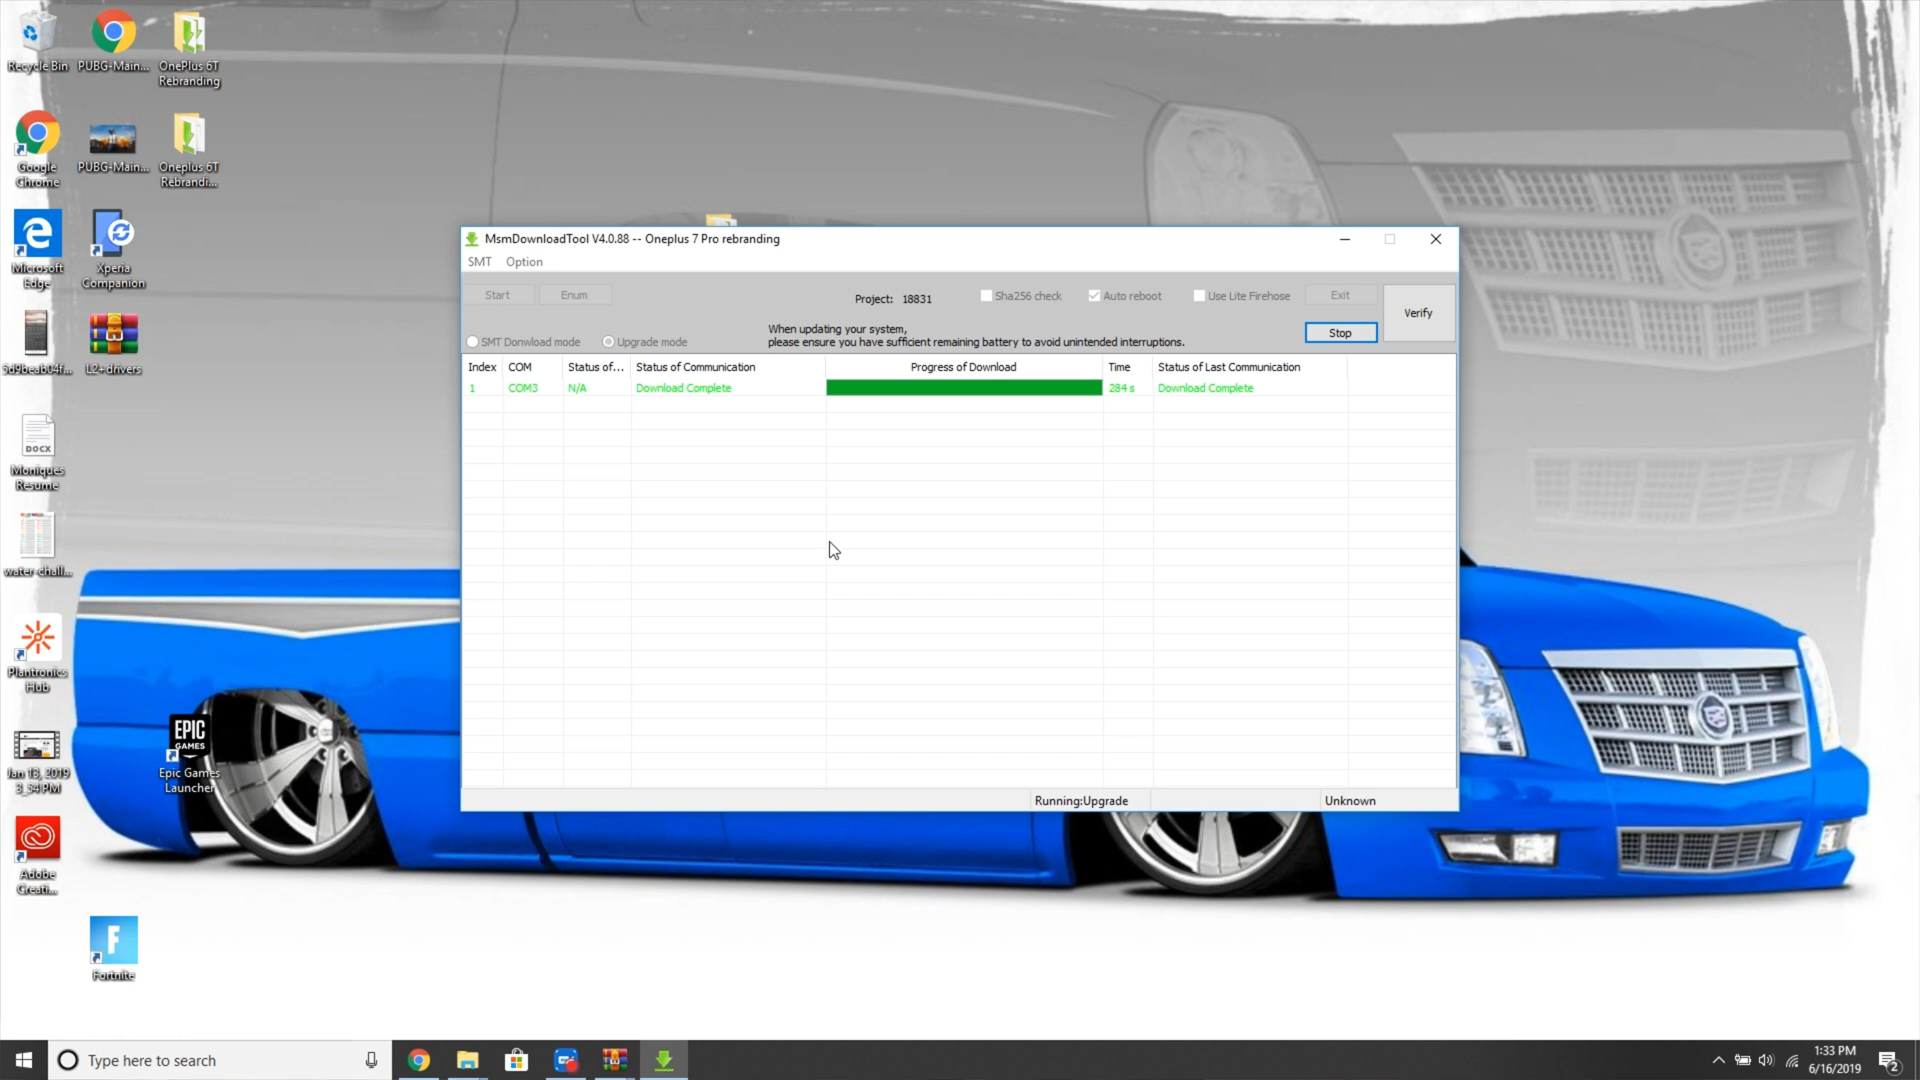 Recycle Bin
PUBG-Main...
OnePlus 6T
Rebranding
Google
Chrome
PUBG-Main...
Oneplus 6T
Rebrandi...
Microsoft
Edge
Xperia
Companion
5d9beab04f...
L2+drivers
DOCX
Moniques
Resume
water-chall...
Plantronics
Hub
Jan 13, 2019
3_54 PM
EPIC
GAMES
Epic Games
Launcher
Adobe
Creati...
Fortnite
MsmDownloadTool V4.0.88 -- Oneplus 7 Pro rebranding
SMT Option
Start Enum Project: 18831 Sha256 check Auto reboot Use Lite Firehose Exit
Verify
Stop
SMT Donwload mode Upgrade mode
When updating your system,
please ensure you have sufficient remaining battery to avoid unintended interruptions.
Index COM Status of... Status of Communication Progress of Download Time Status of Last Communication
1 COM3 N/A Download Complete 284 s Download Complete
Running:Upgrade Unknown
Type here to search
1:33 PM
6/16/2019
2